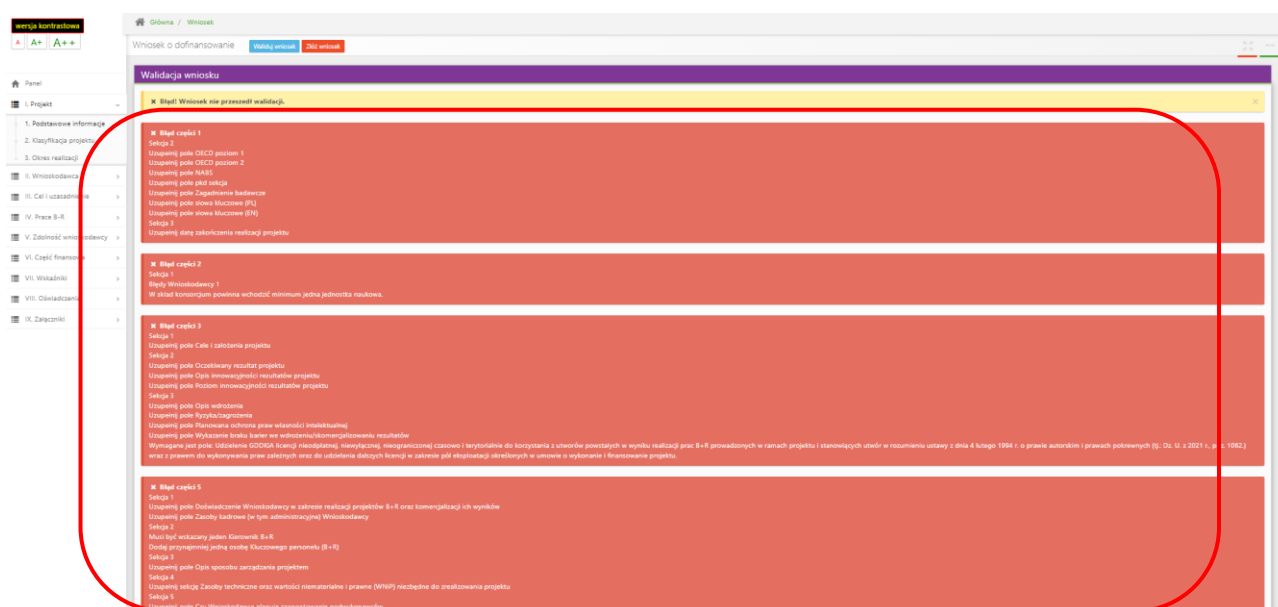 wersja kontrastowa
A A+ A++
Główna / Wniosek
Wniosek o dofinansowanie Waliduj wniosek Złóż wniosek
Panel
I. Projekt
1. Podstawowe informacje
2. Klasyfikacja projektu
3. Okres realizacji
II. Wnioskodawca
III. Cel i uzasadnienie
IV. Prace B-R
V. Zdolność wnioskodawcy
VI. Część finansowa
VII. Wskaźniki
VIII. Oświadczenia
IX. Załączniki
Walidacja wniosku
✖ Błąd! Wniosek nie przeszedł walidacji. ×
✖ Błąd części 1
Sekcja 2
Uzupełnij pole OECD poziom 1
Uzupełnij pole OECD poziom 2
Uzupełnij pole NABS
Uzupełnij pole pkd sekcja
Uzupełnij pole Zagadnienie badawcze
Uzupełnij pole słowa kluczowe (PL)
Uzupełnij pole słowa kluczowe (EN)
Sekcja 3
Uzupełnij datę zakończenia realizacji projektu
✖ Błąd części 2
Sekcja 1
Błędy Wnioskodawcy 1
W skład konsorcjum powinna wchodzić minimum jedna jednostka naukowa.
✖ Błąd części 3
Sekcja 1
Uzupełnij pole Cele i założenia projektu
Sekcja 2
Uzupełnij pole Oczekiwany rezultat projektu
Uzupełnij pole Opis innowacyjności rezultatów projektu
Uzupełnij pole Poziom innowacyjności rezultatów projektu
Sekcja 3
Uzupełnij pole Opis wdrożenia
Uzupełnij pole Ryzyka/zagrożenia
Uzupełnij pole Planowana ochrona praw własności intelektualnej
Uzupełnij pole Wykazanie braku barier we wdrożeniu/skomercjalizowaniu rezultatów
Wymagane jest pole: Udzielenie GDDKIA licencji nieodpłatnej, niewyłącznej, nieograniczonej czasowo i terytorialnie do korzystania z utworów powstałych w wyniku realizacji prac B+R prowadzonych w ramach projektu i stanowiących utwór w rozumieniu ustawy z dnia 4 lutego 1994 r. o prawie autorskim i prawach pokrewnych (tj.: Dz. U. z 2021 r., poz. 1062.)
wraz z prawem do wykonywania praw zależnych oraz do udzielania dalszych licencji w zakresie pól eksploatacji określonych w umowie o wykonanie i finansowanie projektu.
✖ Błąd części 5
Sekcja 1
Uzupełnij pole Doświadczenie Wnioskodawcy w zakresie realizacji projektów B+R oraz komercjalizacji ich wyników
Uzupełnij pole Zasoby kadrowe (w tym administracyjne) Wnioskodawcy
Sekcja 2
Musi być wskazany jeden Kierownik B+R
Dodaj przynajmniej jedną osobę Kluczowego personelu (B+R)
Sekcja 3
Uzupełnij pole Opis sposobu zarządzania projektem
Sekcja 4
Uzupełnij sekcję Zasoby techniczne oraz wartości niematerialne i prawne (WNiP) niezbędne do zrealizowania projektu
Sekcja 5
Uzupełnij pole Czy Wnioskodawca planuje zaangażowanie podwykonawców